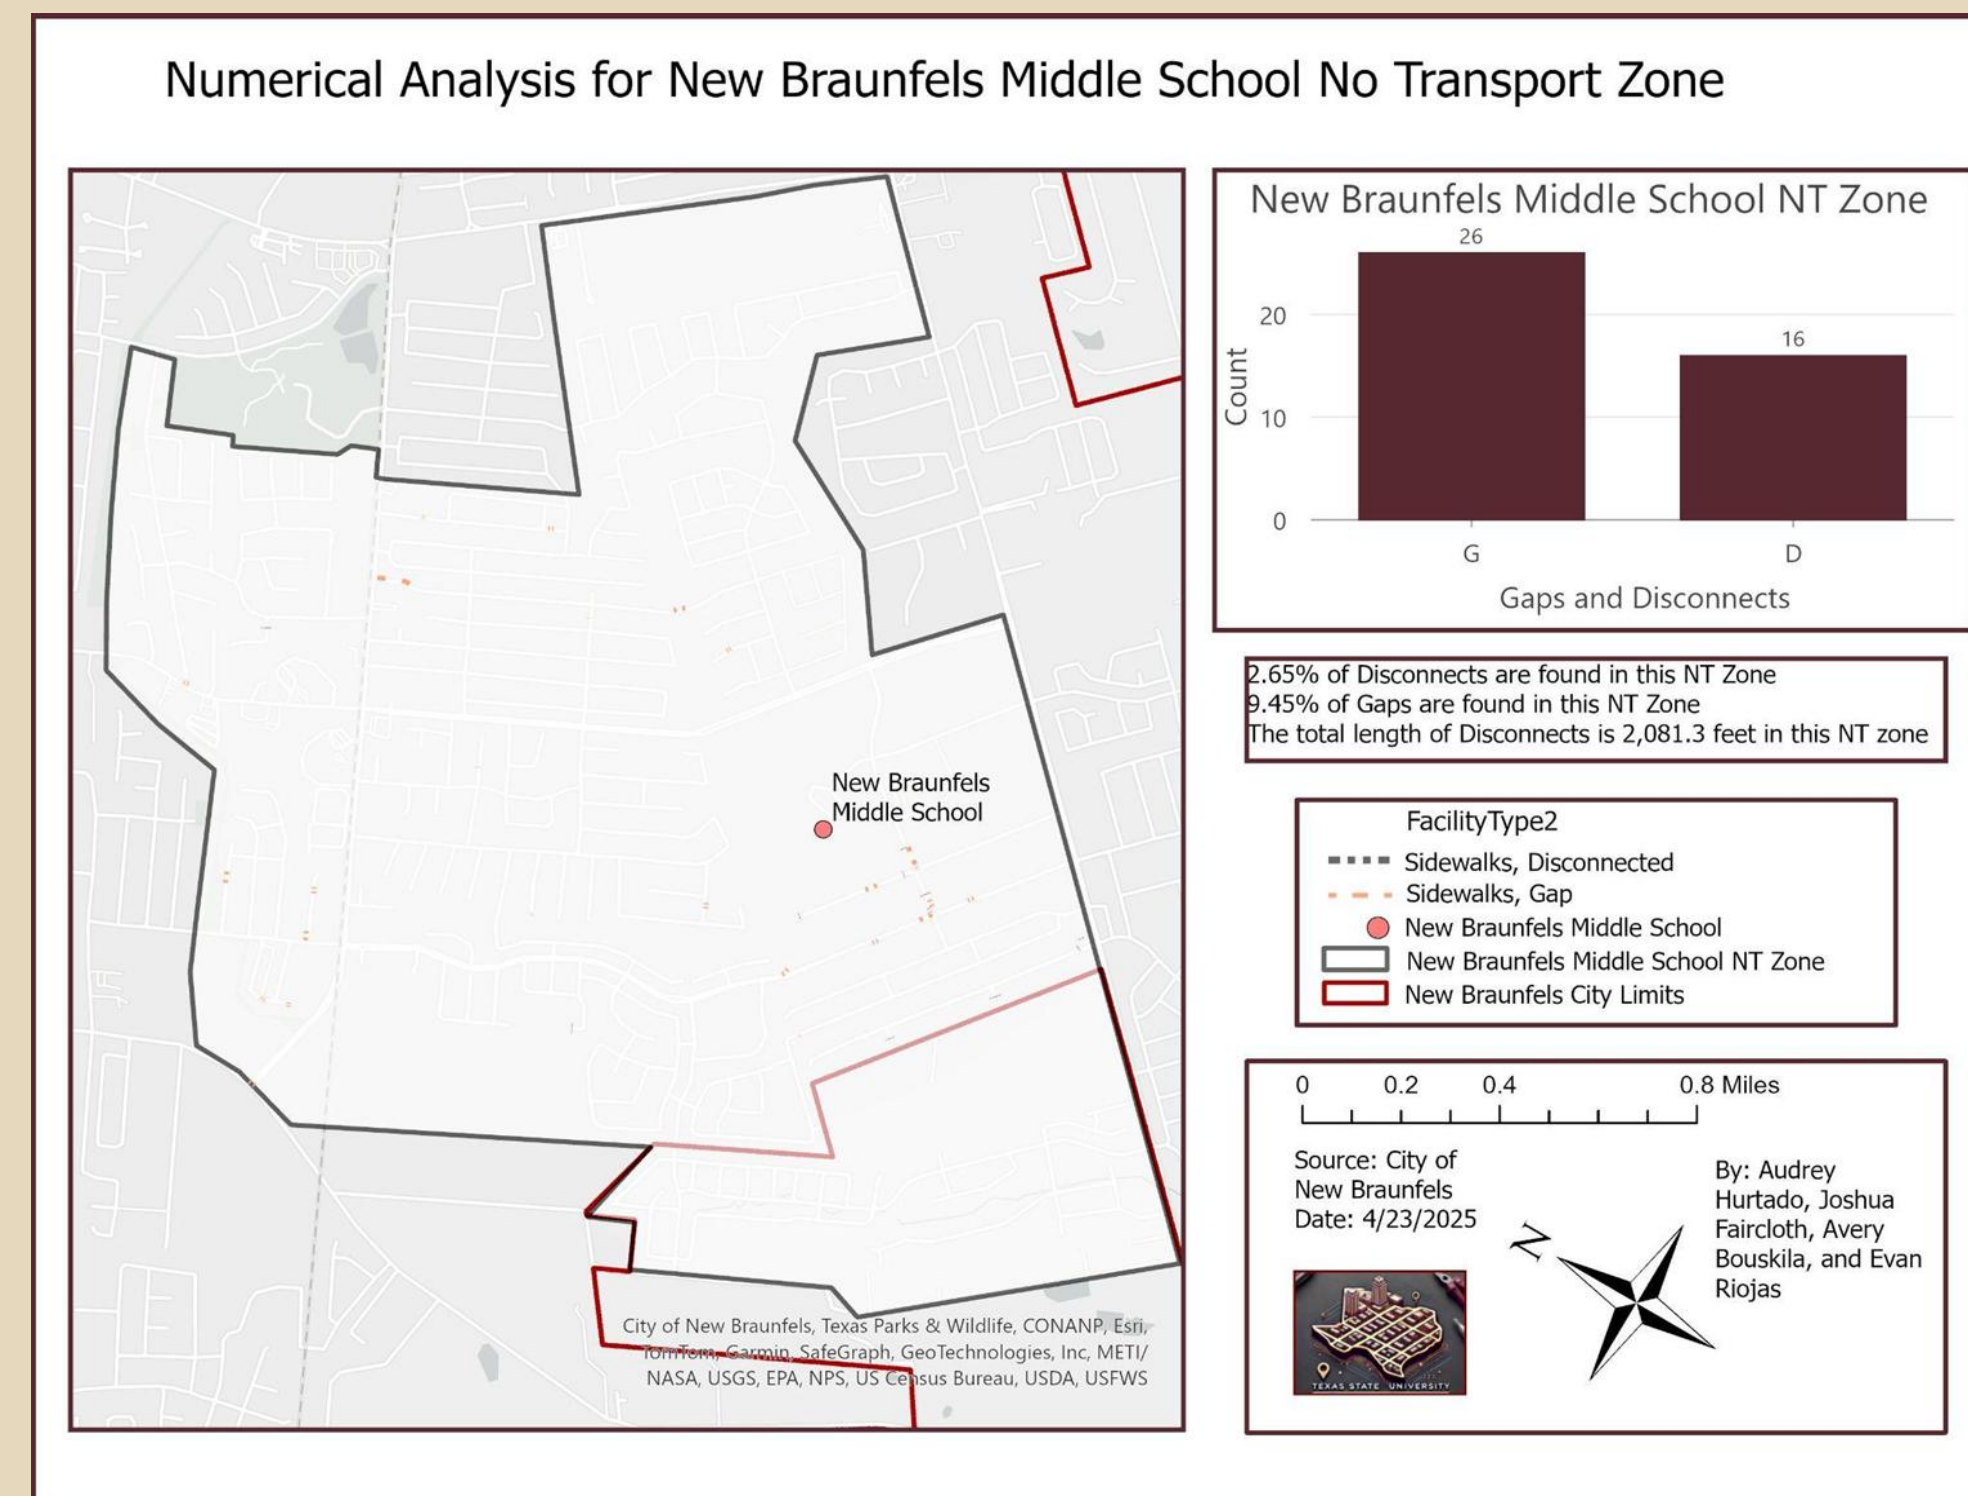 Numerical Analysis for New Braunfels Middle School No Transport Zone
New Braunfels
Middle School
City of New Braunfels, Texas Parks & Wildlife, CONANP, Esri,
TomTom, Garmin, SafeGraph, GeoTechnologies, Inc, METI/
NASA, USGS, EPA, NPS, US Census Bureau, USDA, USFWS
New Braunfels Middle School NT Zone
26
16
20
10
0
Count
G
D
Gaps and Disconnects
2.65% of Disconnects are found in this NT Zone
9.45% of Gaps are found in this NT Zone
The total length of Disconnects is 2,081.3 feet in this NT zone
FacilityType2
Sidewalks, Disconnected
Sidewalks, Gap
New Braunfels Middle School
New Braunfels Middle School NT Zone
New Braunfels City Limits
0 0.2 0.4 0.8 Miles
Source: City of
New Braunfels
Date: 4/23/2025
By: Audrey
Hurtado, Joshua
Faircloth, Avery
Bouskila, and Evan
Riojas
N
TEXAS STATE UNIVERSITY